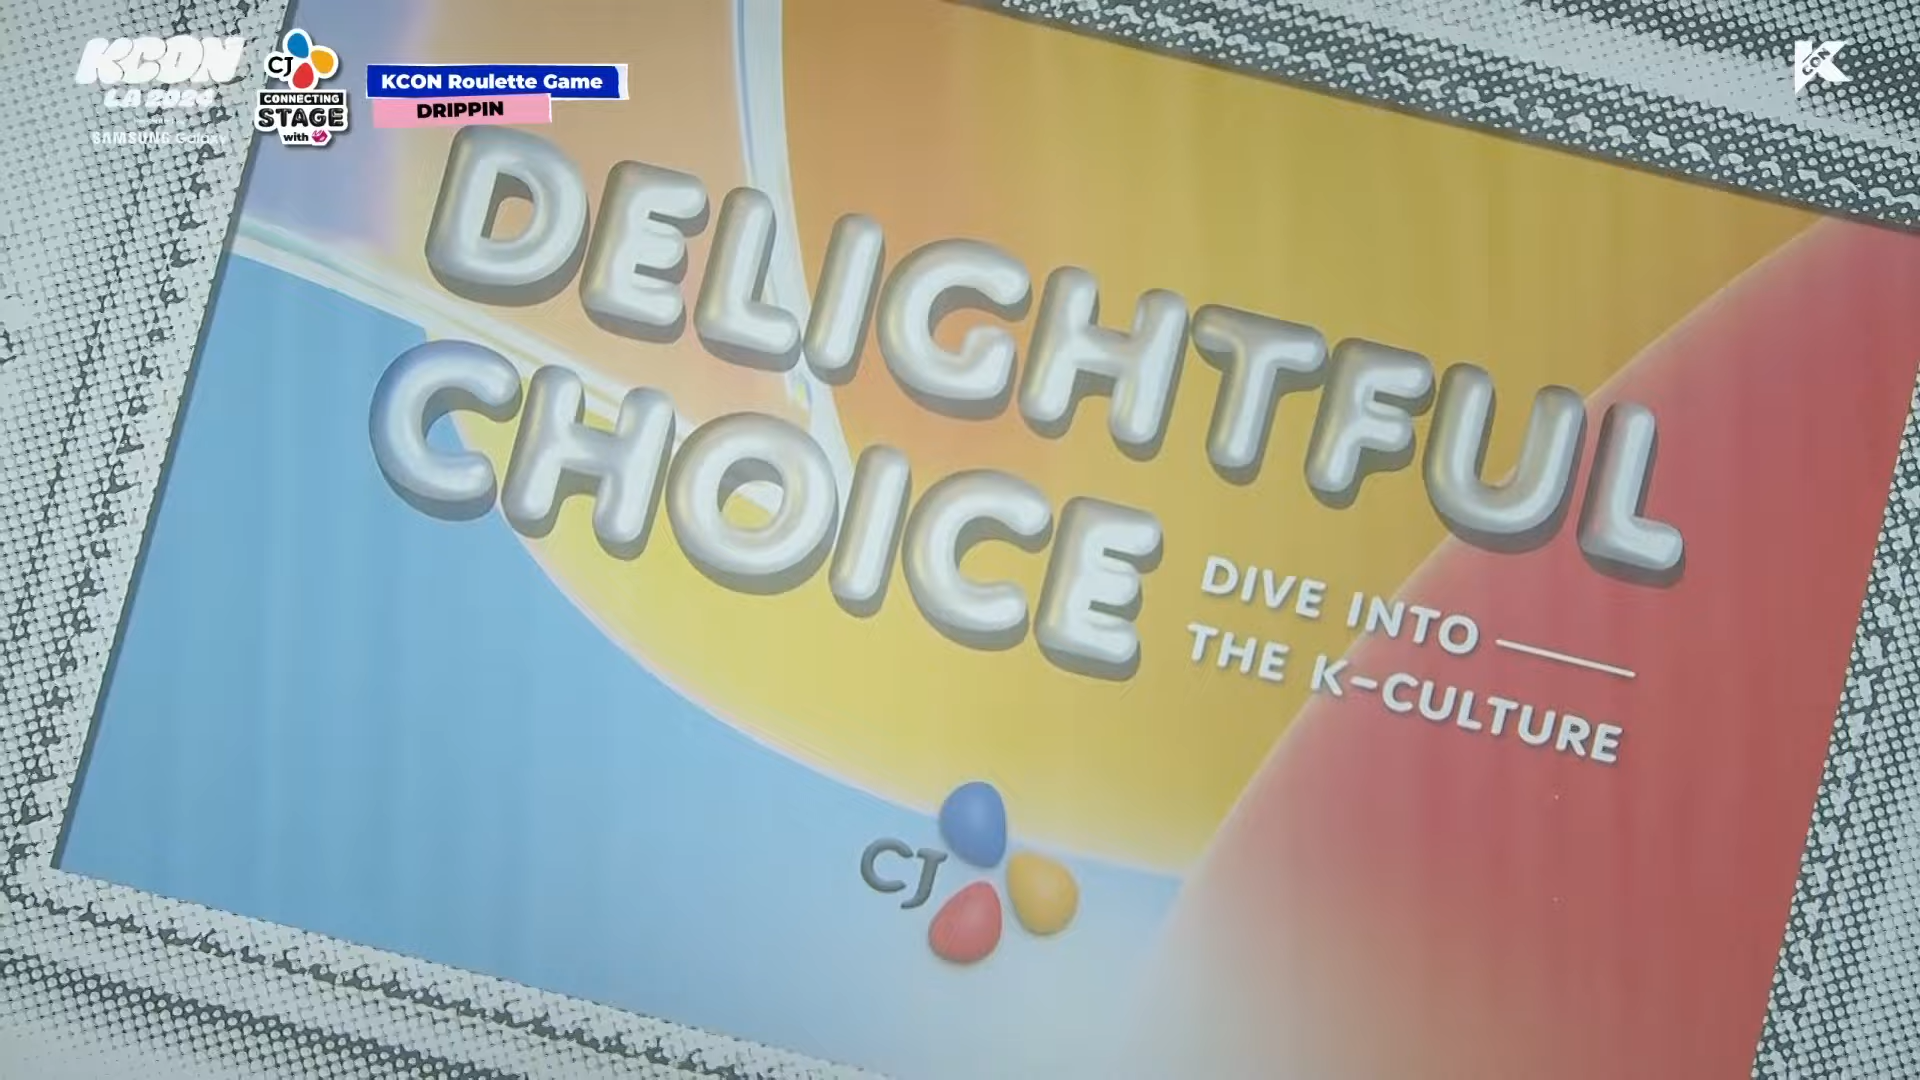 KCON
LA 2024
SAMSUNG Galaxy
CJ
CONNECTING
STAGE
with
KCON Roulette Game
DRIPPIN
KCON
DELIGHTFUL
CHOICE
DIVE INTO
THE K-CULTURE
CJ